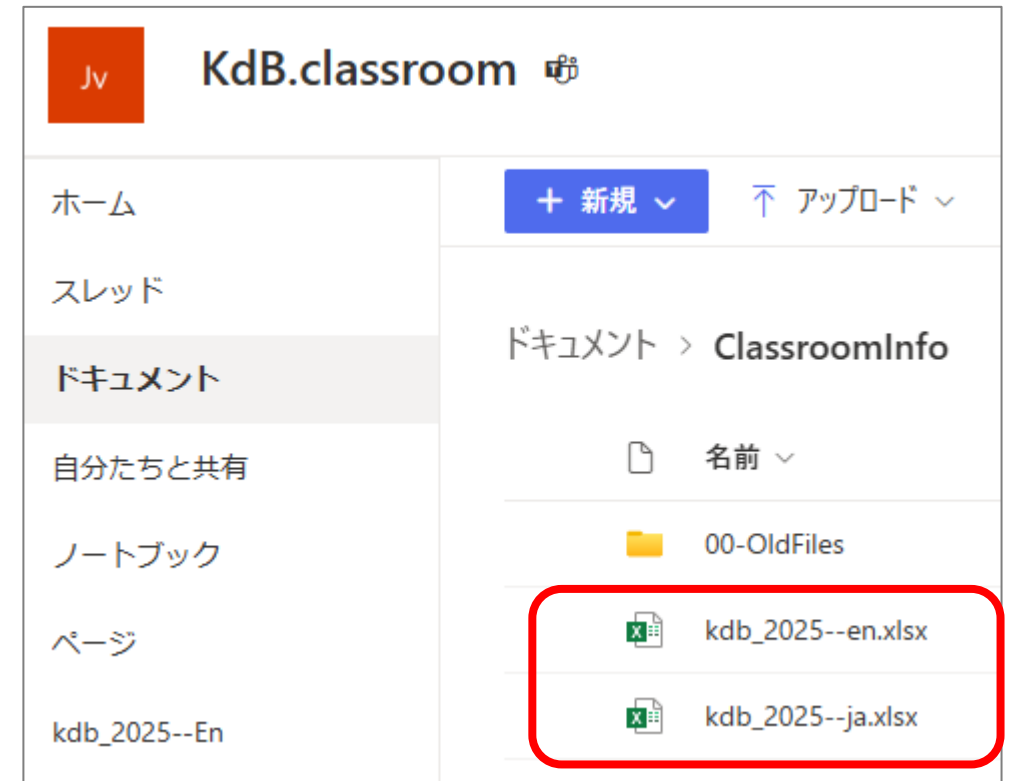 Jv
KdB.classroom
ホーム
スレッド
ドキュメント
自分たちと共有
ノートブック
ページ
kdb_2025--En
新規
アップロード
ドキュメント > ClassroomInfo
名前
00-OldFiles
kdb_2025--en.xlsx
kdb_2025--ja.xlsx